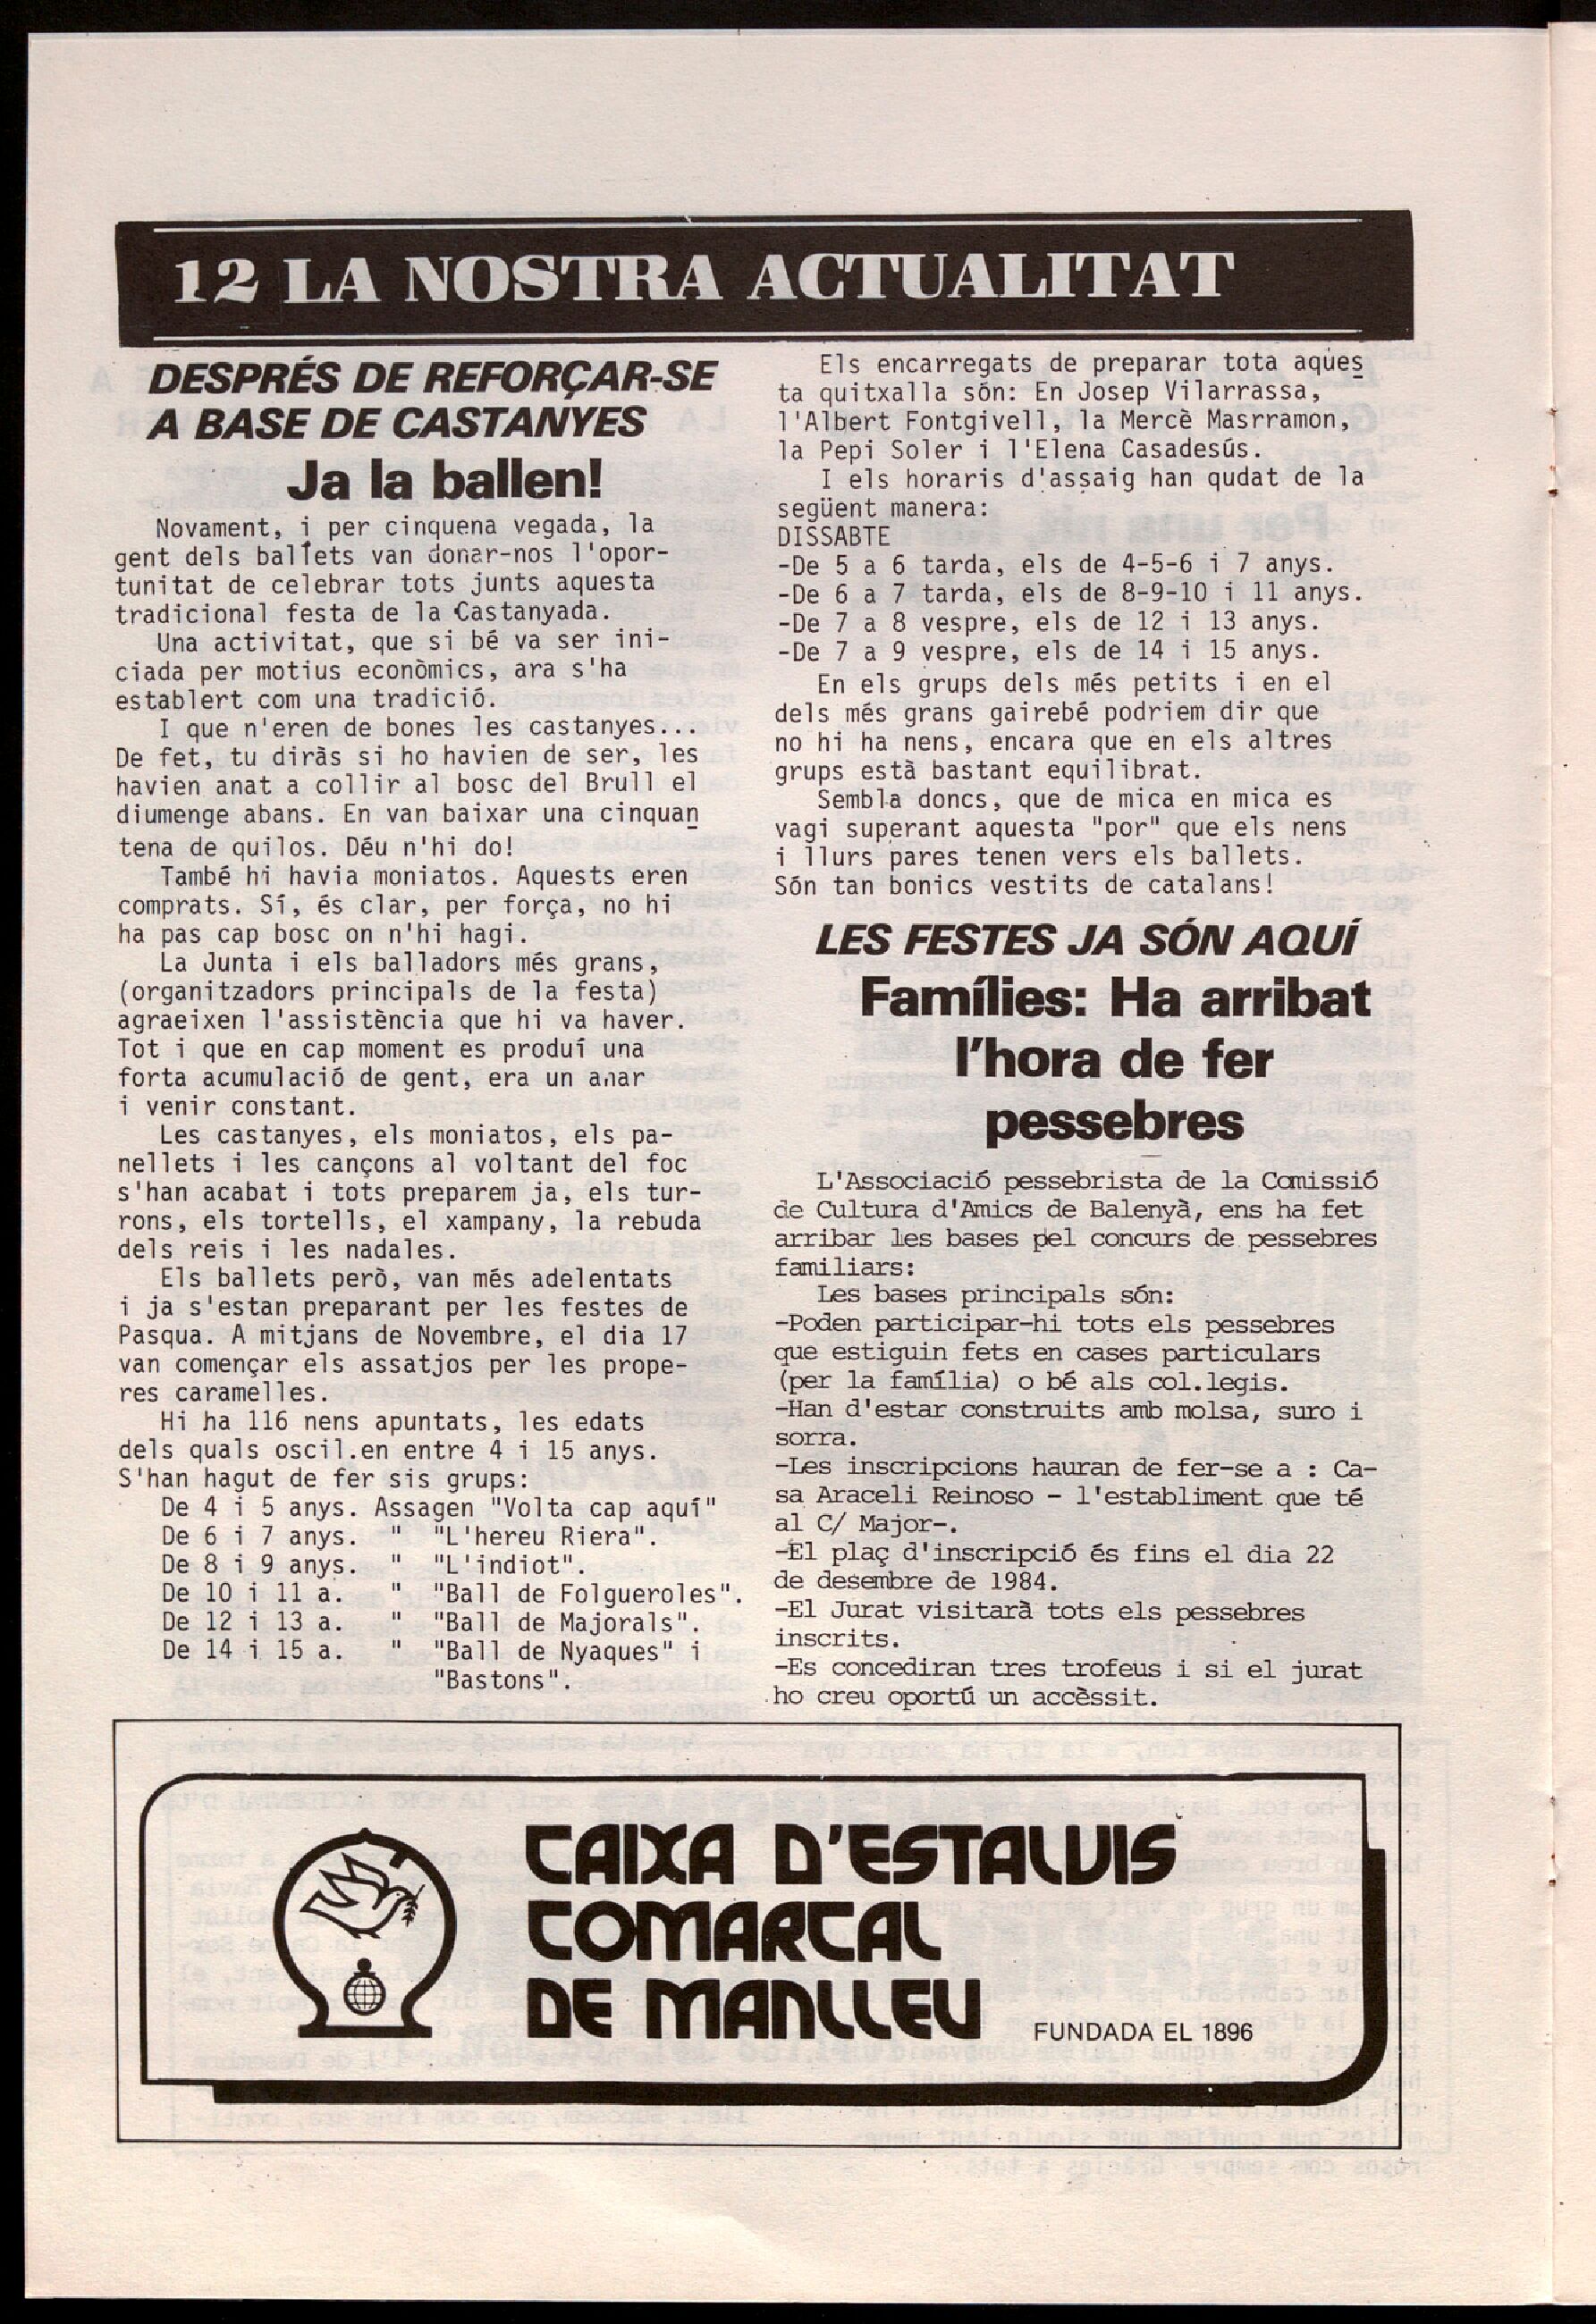 12 LA NOSTRA ACTUALITAT
DESPRÉS DE REFORÇAR-SE
A BASE DE CASTANYES
Ja la ballen!
Novament, i per cinquena vegada, la
gent dels ballets van donar-nos l'opor-
tunitat de celebrar tots junts aquesta
tradicional festa de la Castanyada.
Una activitat, que si bé va ser ini-
ciada per motius econòmics, ara s'ha
establert com una tradició.
I que n'eren de bones les castanyes...
De fet, tu diràs si ho havien de ser, les
havien anat a collir al bosc del Brull el
diumenge abans. En van baixar una cinquan
tena de quilos. Déu n'hi do!
També hi havia moniatos. Aquests eren
comprats. Sí, és clar, per força, no hi
ha pas cap bosc on n'hi hagi.
La Junta i els balladors més grans,
(organitzadors principals de la festa)
agraeixen l'assistència que hi va haver.
Tot i que en cap moment es produí una
forta acumulació de gent, era un anar
i venir constant.
Les castanyes, els moniatos, els pa-
nellets i les cançons al voltant del foc
s'han acabat i tots preparem ja, els tur-
rons, els tortells, el xampany, la rebuda
dels reis i les nadales.
Els ballets però, van més adelentats
i ja s'estan preparant per les festes de
Pasqua. A mitjans de Novembre, el dia 17
van començar els assatjos per les prope-
res caramelles.
Hi ha 116 nens apuntats, les edats
dels quals oscil.en entre 4 i 15 anys.
S'han hagut de fer sis grups:
De 4 i 5 anys. Assagen "Volta cap aquí"
De 6 i 7 anys. " "L'hereu Riera".
De 8 i 9 anys. " "L'indiot".
De 10 i 11 a. " "Ball de Folgueroles".
De 12 i 13 a. " "Ball de Majorals".
De 14 i 15 a. " "Ball de Nyaques" i
"Bastons".
Els encarregats de preparar tota aques
ta quitxalla són: En Josep Vilarrassa,
l'Albert Fontgivell, la Mercè Masrramon,
la Pepi Soler i l'Elena Casadesús.
I els horaris d'assaig han qudat de la
següent manera:
DISSABTE
-De 5 a 6 tarda, els de 4-5-6 i 7 anys.
-De 6 a 7 tarda, els de 8-9-10 i 11 anys.
-De 7 a 8 vespre, els de 12 i 13 anys.
-De 7 a 9 vespre, els de 14 i 15 anys.
En els grups dels més petits i en el
dels més grans gairebé podriem dir que
no hi ha nens, encara que en els altres
grups està bastant equilibrat.
Sembla doncs, que de mica en mica es
vagi superant aquesta "por" que els nens
i llurs pares tenen vers els ballets.
Són tan bonics vestits de catalans!
LES FESTES JA SÓN AQUÍ
Famílies: Ha arribat
l'hora de fer
pessebres
L'Associació pessebrista de la Comissió
de Cultura d'Amics de Balenyà, ens ha fet
arribar les bases pel concurs de pessebres
familiars:
Les bases principals són:
-Poden participar-hi tots els pessebres
que estiguin fets en cases particulars
(per la família) o bé als col.legis.
-Han d'estar construits amb molsa, suro i
sorra.
-Les inscripcions hauran de fer-se a : Ca-
sa Araceli Reinoso - l'establiment que té
al C/ Major-.
-El plaç d'inscripció és fins el dia 22
de desembre de 1984.
-El Jurat visitarà tots els pessebres
inscrits.
-Es concediran tres trofeus i si el jurat
ho creu oportú un accèssit.
CAIXA D'ESTALVIS
COMARCAL
DE MANLLEU
FUNDADA EL 1896